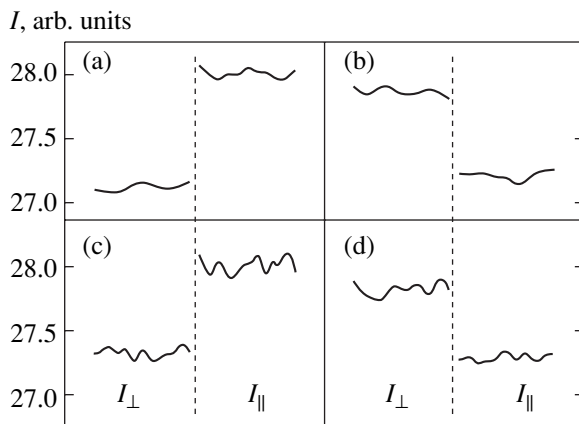 I, arb. units
(a) (b)
28.0
27.5
27.0
(c) (d)
28.0
27.5
27.0
I⊥ I∥ I⊥ I∥